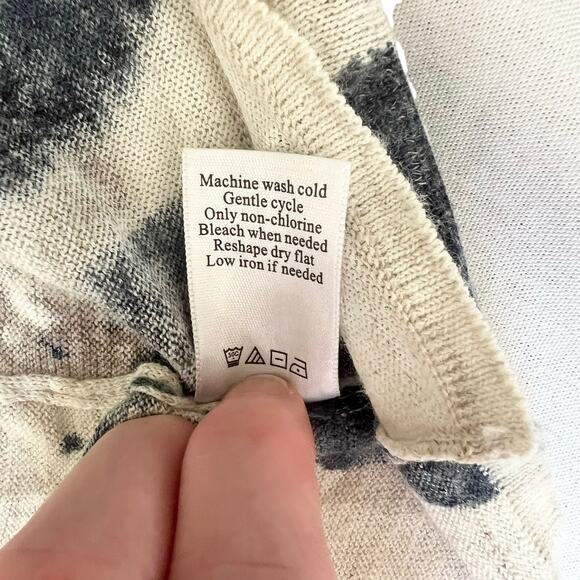 Machine wash cold
Gentle cycle
Only non-chlorine
Bleach when needed
Reshape dry flat
Low iron if needed